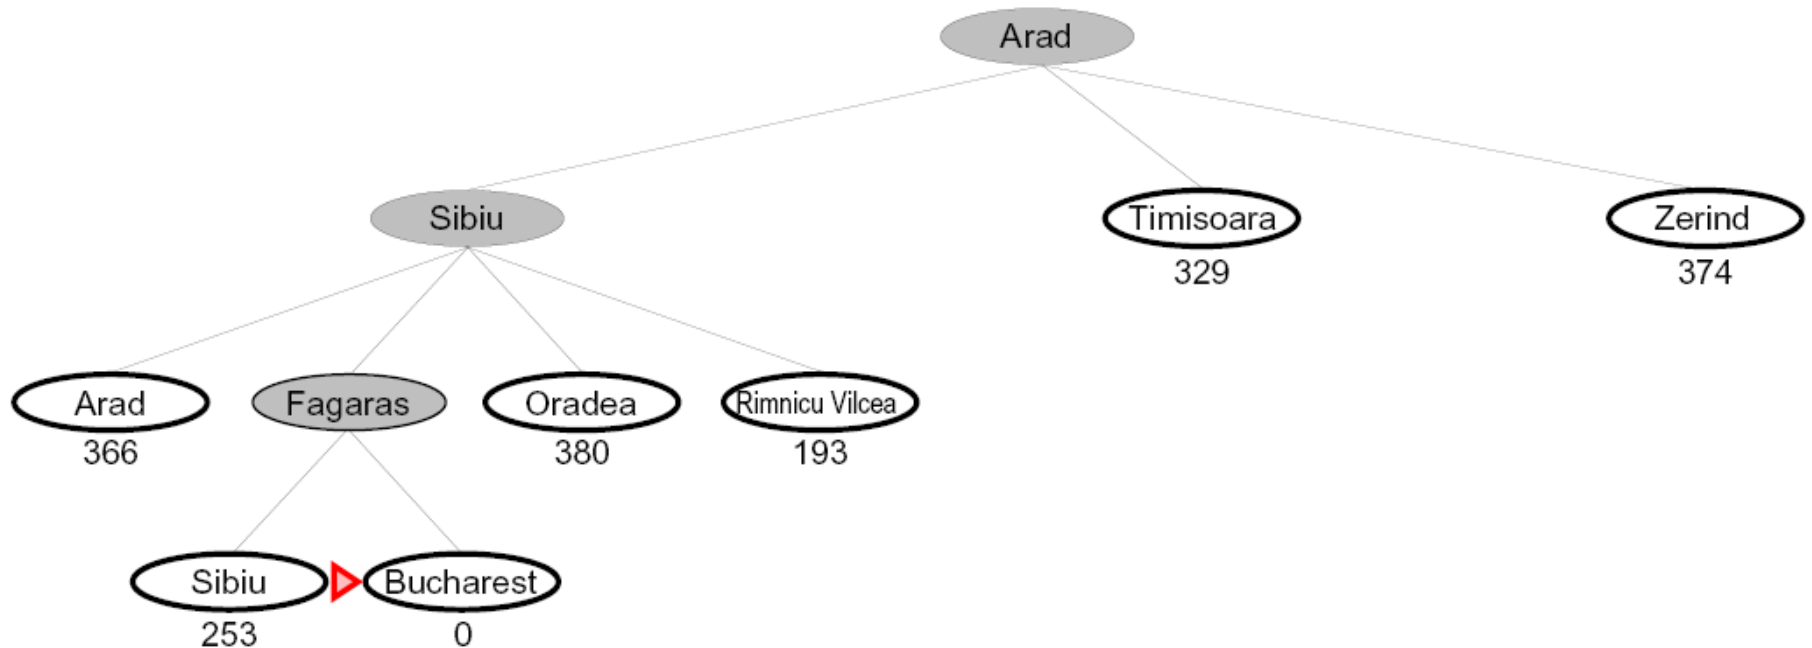 Arad
Sibiu
Timisoara
Zerind
329
374
Arad
Fagaras
Oradea
Rimnicu Vilcea
366
380
193
Sibiu
Bucharest
253
0